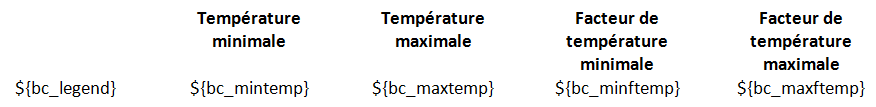 Température Température Facteur de Facteur de
minimale maximale température température
minimale maximale
${bc_legend} ${bc_mintemp} ${bc_maxtemp} ${bc_minftemp} ${bc_maxftemp}